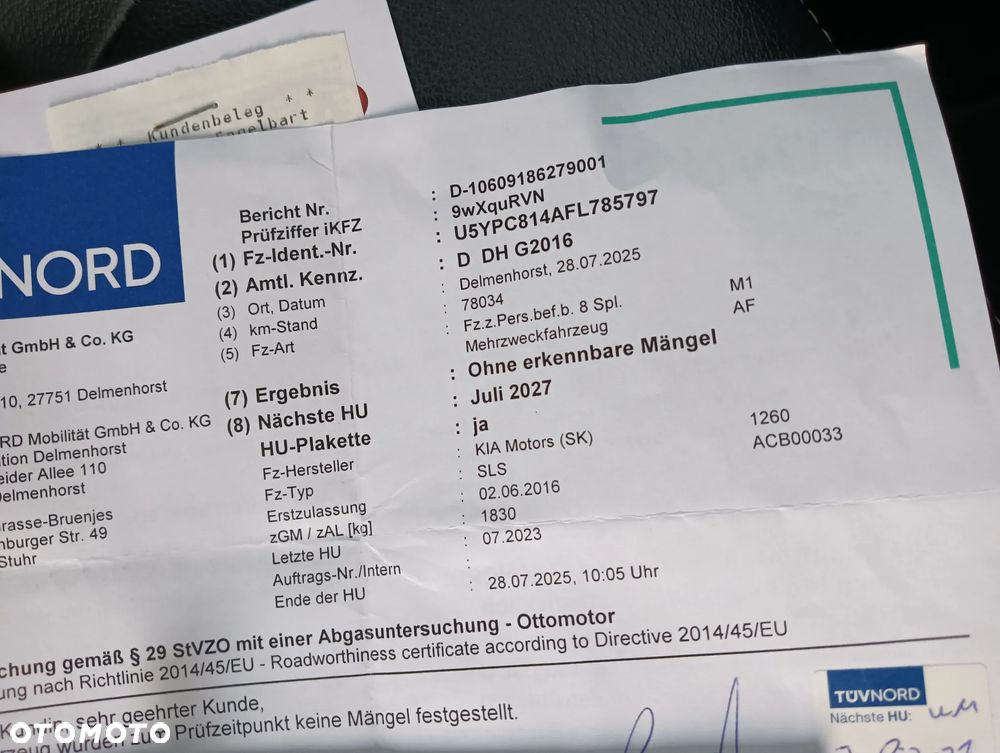 * *
* * Kundenbeleg
Engelbart
NORD
Bericht Nr. : D-10609186279001
Prüfziffer iKFZ : 9wXquRVN
(1) Fz-Ident.-Nr. : U5YPC814AFL785797
(2) Amtl. Kennz. : D DH G2016
(3) Ort, Datum : Delmenhorst, 28.07.2025
(4) km-Stand : 78034
(5) Fz-Art : Fz.z.Pers.bef.b. 8 Spl. M1
Mehrzweckfahrzeug AF
(7) Ergebnis : Ohne erkennbare Mängel
(8) Nächste HU : Juli 2027
HU-Plakette : ja
Fz-Hersteller : KIA Motors (SK) 1260
Fz-Typ : SLS ACB00033
Erstzulassung : 02.06.2016
zGM / zAL [kg] : 1830
Letzte HU : 07.2023
Auftrags-Nr./Intern :
Ende der HU : 28.07.2025, 10:05 Uhr
t GmbH & Co. KG
e
10, 27751 Delmenhorst
RD Mobilität GmbH & Co. KG
tion Delmenhorst
eider Allee 110
Delmenhorst
rasse-Bruenjes
nburger Str. 49
Stuhr
chung gemäß § 29 StVZO mit einer Abgasuntersuchung - Ottomotor
ung nach Richtlinie 2014/45/EU - Roadworthiness certificate according to Directive 2014/45/EU
Kundin, sehr geehrter Kunde,
rzeug wurden zum Prüfzeitpunkt keine Mängel festgestellt.
TÜVNORD
Nächste HU:
OTOMOTO